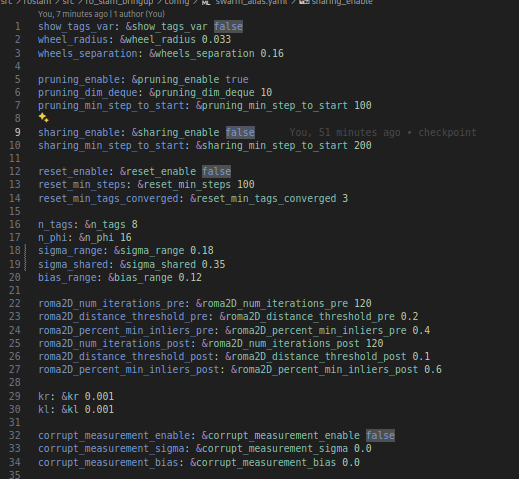 src > roslam > src > ro_slam_bringup > config > swarm_alias.yaml > sharing_enable
You, 7 minutes ago | 1 author (You)
1 show_tags_var: &show_tags_var false
2 wheel_radius: &wheel_radius 0.033
3 wheels_separation: &wheels_separation 0.16
4
5 pruning_enable: &pruning_enable true
6 pruning_dim_deque: &pruning_dim_deque 10
7 pruning_min_step_to_start: &pruning_min_step_to_start 100
8
9 sharing_enable: &sharing_enable false You, 51 minutes ago • checkpoint
10 sharing_min_step_to_start: &sharing_min_step_to_start 200
11
12 reset_enable: &reset_enable false
13 reset_min_steps: &reset_min_steps 100
14 reset_min_tags_converged: &reset_min_tags_converged 3
15
16 n_tags: &n_tags 8
17 n_phi: &n_phi 16
18 sigma_range: &sigma_range 0.18
19 sigma_shared: &sigma_shared 0.35
20 bias_range: &bias_range 0.12
21
22 roma2D_num_iterations_pre: &roma2D_num_iterations_pre 120
23 roma2D_distance_threshold_pre: &roma2D_distance_threshold_pre 0.2
24 roma2D_percent_min_inliers_pre: &roma2D_percent_min_inliers_pre 0.4
25 roma2D_num_iterations_post: &roma2D_num_iterations_post 120
26 roma2D_distance_threshold_post: &roma2D_distance_threshold_post 0.1
27 roma2D_percent_min_inliers_post: &roma2D_percent_min_inliers_post 0.6
28
29 kr: &kr 0.001
30 kl: &kl 0.001
31
32 corrupt_measurement_enable: &corrupt_measurement_enable false
33 corrupt_measurement_sigma: &corrupt_measurement_sigma 0.0
34 corrupt_measurement_bias: &corrupt_measurement_bias 0.0
35